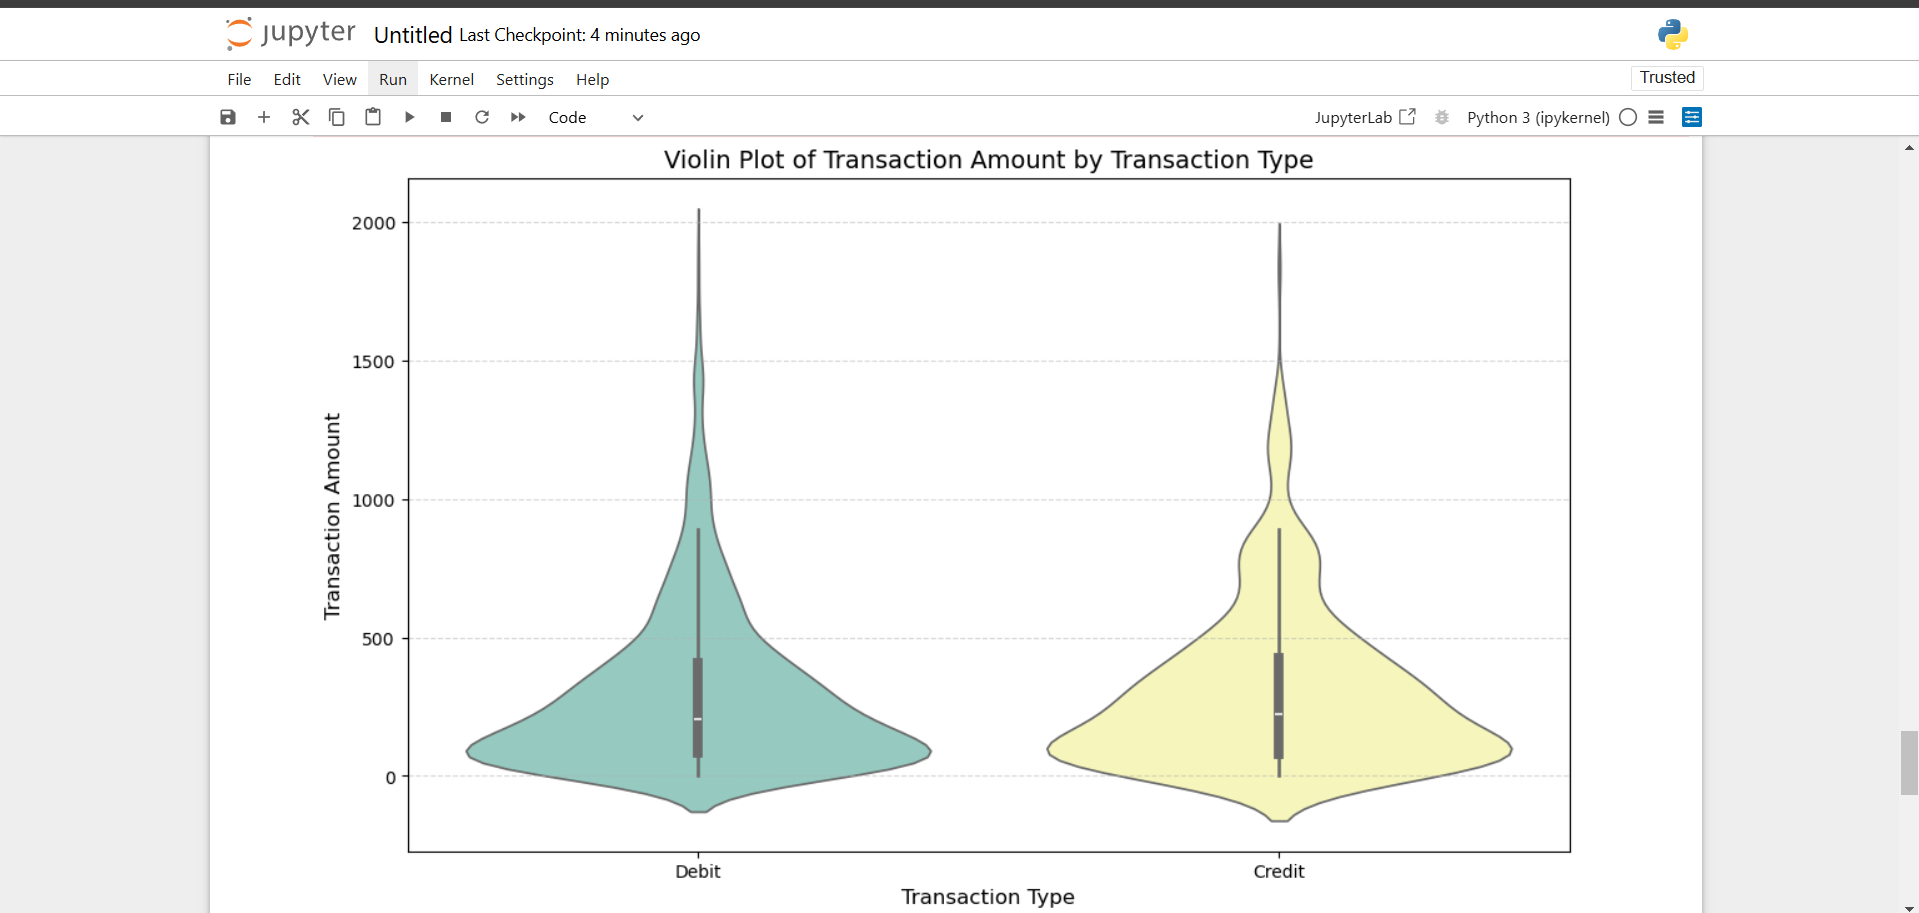 jupyter Untitled Last Checkpoint: 4 minutes ago
File Edit View Run Kernel Settings Help Trusted
Code JupyterLab Python 3 (ipykernel)
Violin Plot of Transaction Amount by Transaction Type
2000
1500
1000
500
0
Transaction Amount
Debit Credit
Transaction Type